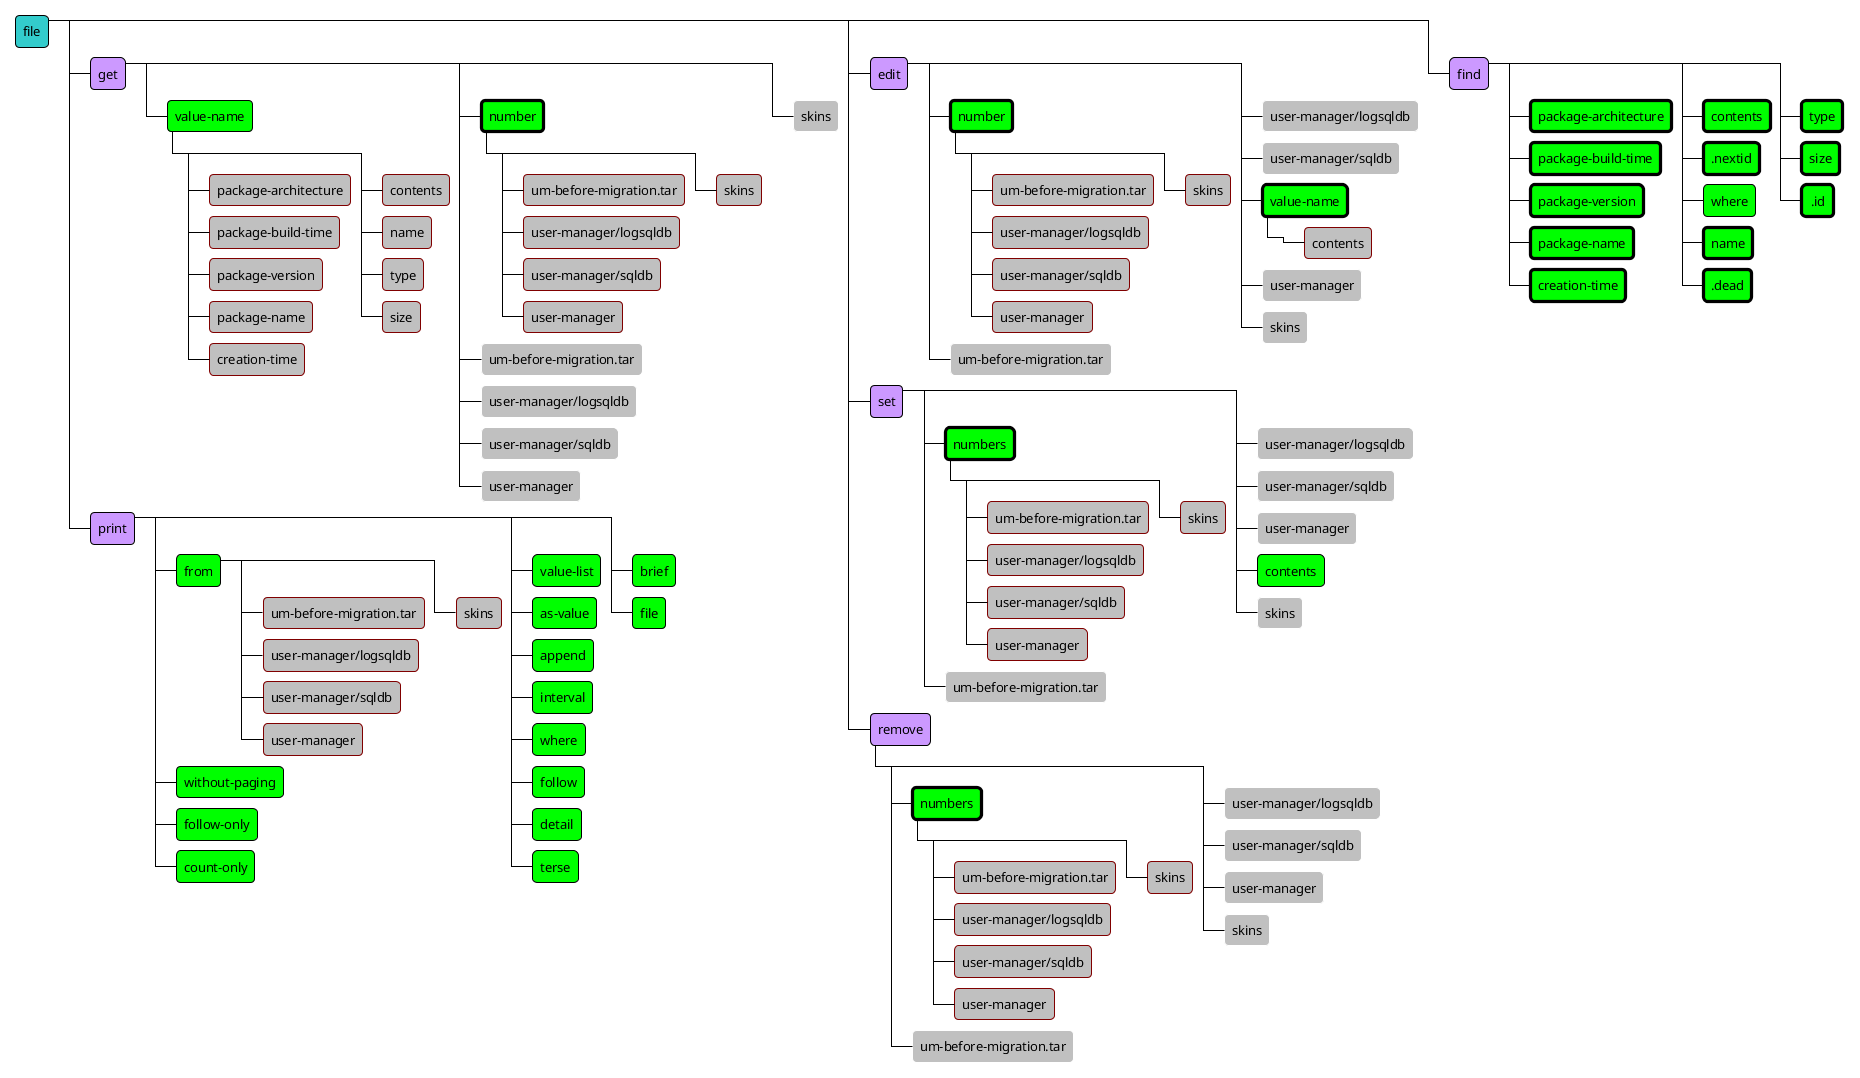 file
get
value-name
package-architecture
package-build-time
package-version
package-name
creation-time
contents
name
type
size
number
um-before-migration.tar
user-manager/logsqldb
user-manager/sqldb
user-manager
skins
um-before-migration.tar
user-manager/logsqldb
user-manager/sqldb
user-manager
skins
print
from
um-before-migration.tar
user-manager/logsqldb
user-manager/sqldb
user-manager
skins
without-paging
follow-only
count-only
value-list
as-value
append
interval
where
follow
detail
terse
brief
file
edit
number
um-before-migration.tar
user-manager/logsqldb
user-manager/sqldb
user-manager
skins
um-before-migration.tar
user-manager/logsqldb
user-manager/sqldb
value-name
contents
user-manager
skins
set
numbers
um-before-migration.tar
user-manager/logsqldb
user-manager/sqldb
user-manager
skins
um-before-migration.tar
user-manager/logsqldb
user-manager/sqldb
user-manager
contents
skins
remove
numbers
um-before-migration.tar
user-manager/logsqldb
user-manager/sqldb
user-manager
skins
um-before-migration.tar
user-manager/logsqldb
user-manager/sqldb
user-manager
skins
find
package-architecture
package-build-time
package-version
package-name
creation-time
contents
.nextid
where
name
.dead
type
size
.id